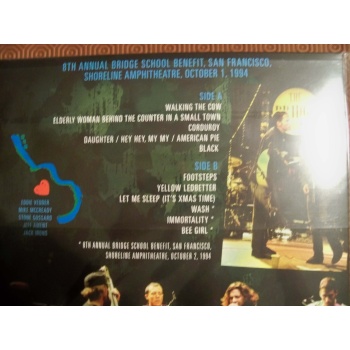 8TH ANNUAL BRIDGE SCHOOL BENEFIT, SAN FRANCISCO,
SHORELINE AMPHITHEATRE, OCTOBER 1, 1994
SIDE A
WALKING THE COW
ELDERLY WOMAN BEHIND THE COUNTER IN A SMALL TOWN
CORDUROY
DAUGHTER / HEY HEY, MY MY / AMERICAN PIE
BLACK
SIDE B
FOOTSTEPS
YELLOW LEDBETTER
LET ME SLEEP (IT'S XMAS TIME)
WASH *
IMMORTALITY *
BEE GIRL *
* 8TH ANNUAL BRIDGE SCHOOL BENEFIT, SAN FRANCISCO,
SHORELINE AMPHITHEATRE, OCTOBER 2, 1994
EDDIE VEDDER
MIKE MCCREADY
STONE GOSSARD
JEFF AMENT
JACK IRONS